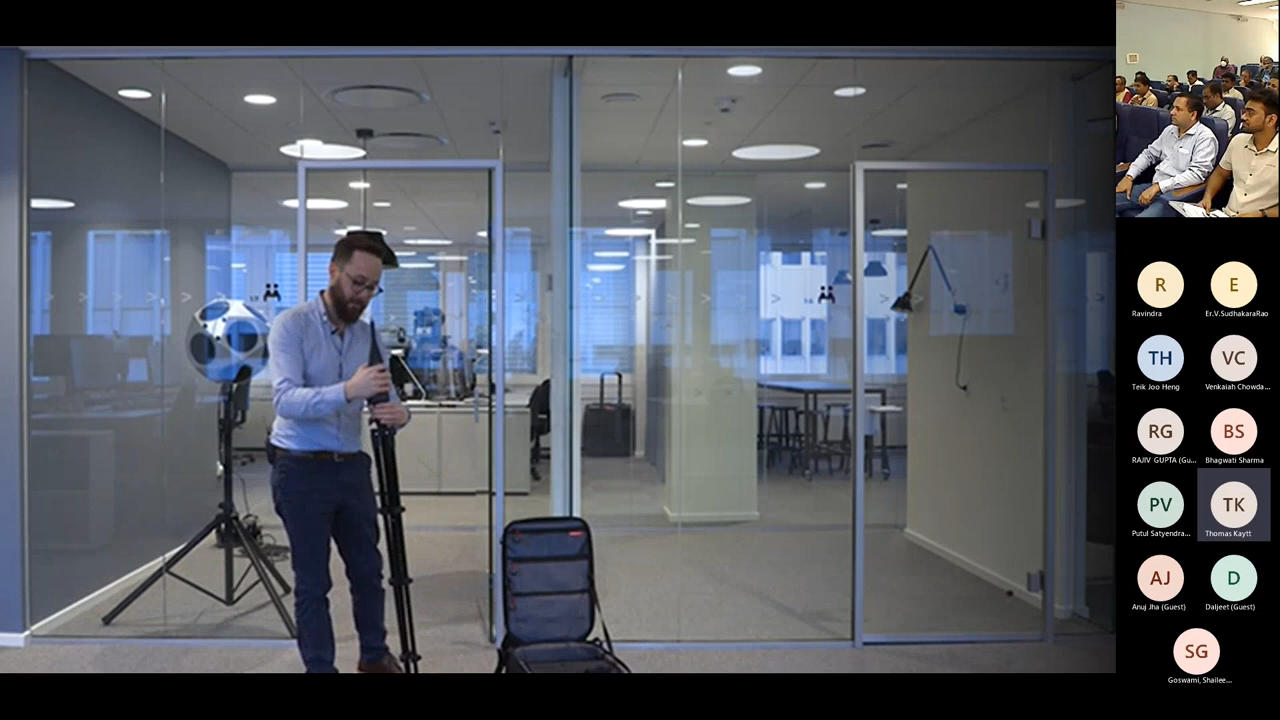 R
E
Ravindra
Er.V.SudhakaraRao
TH
VC
Teik Joo Heng
Venkaiah Chowda...
RG
BS
RAJIV GUPTA (Gu...
Bhagwati Sharma
PV
TK
Putul Satyendra...
Thomas Kaytt
AJ
D
Anuj Jha (Guest)
Daljeet (Guest)
SG
Goswami, Shailee...